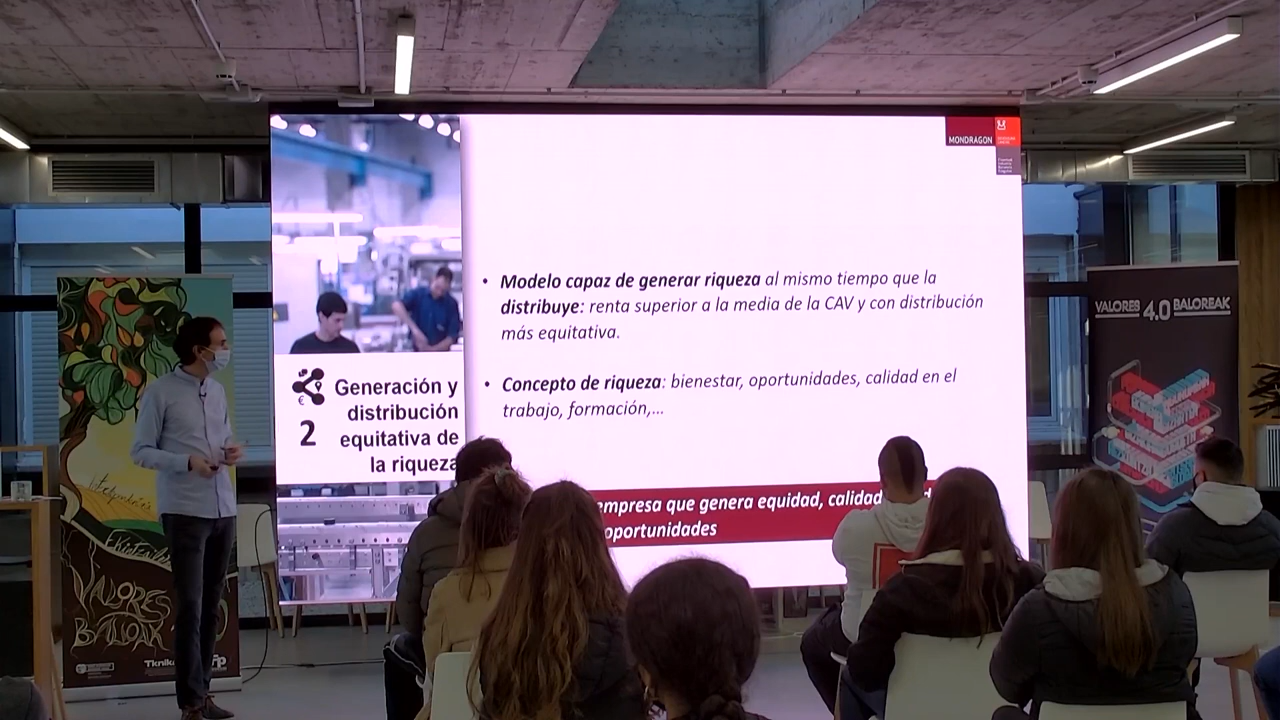 MONDRAGON
• Modelo capaz de generar riqueza al mismo tiempo que la
distribuye: renta superior a la media de la CAV y con distribución
más equitativa.
• Concepto de riqueza: bienestar, oportunidades, calidad en el
trabajo, formación,...
€
2
Generación y
distribución
equitativa de
la riqueza
empresa que genera equidad, calidad
oportunidades
VALORES 4.0 BALOREAK
VALORES
Tknika